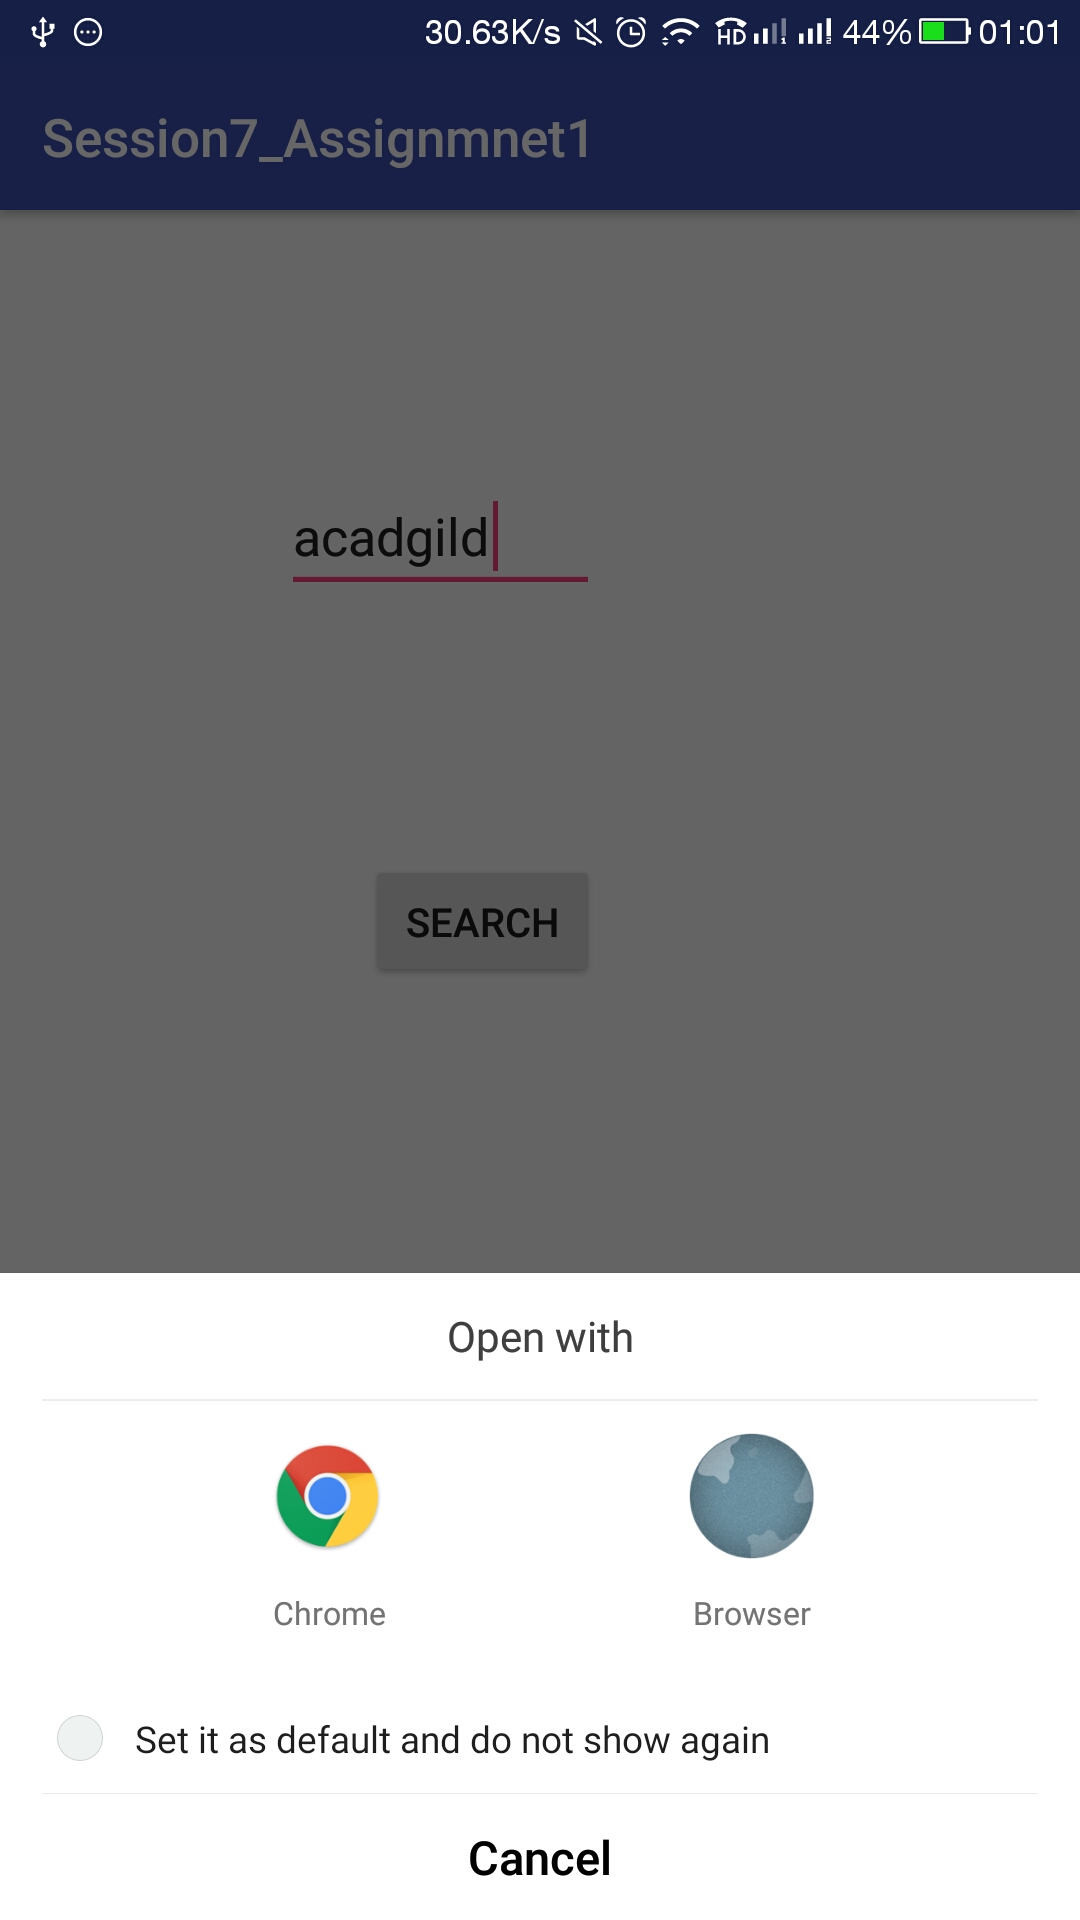 30.63K/s HD 44% 01:01
Session7_Assignmnet1
acadgild
SEARCH
Open with
Chrome Browser
Set it as default and do not show again
Cancel